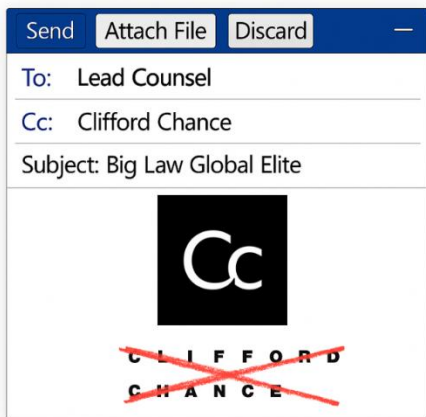 Send Attach File Discard
To: Lead Counsel
Cc: Clifford Chance
Subject: Big Law Global Elite
Cc
CLIFFORD
CHANCE